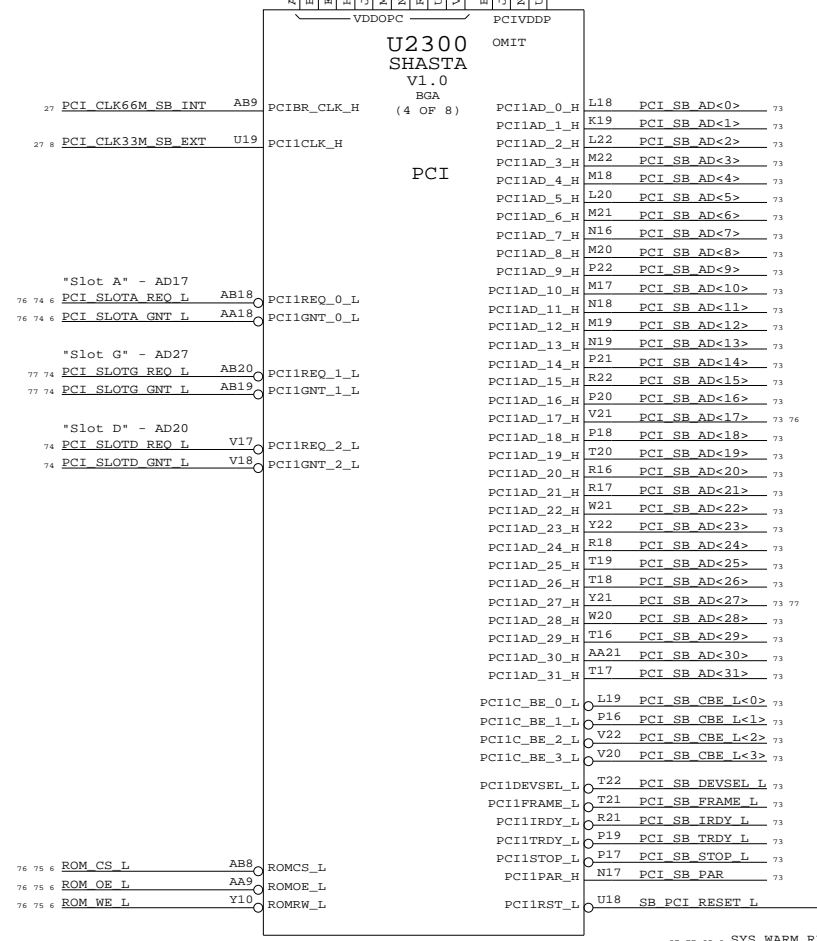 VDDOPC PCIVDDP
U2300 OMIT
SHASTA
V1.0
BGA
(4 OF 8)
PCI
27 PCI_CLK66M_SB_INT AB9 PCIBR_CLK_H
27 8 PCI_CLK33M_SB_EXT U19 PCI1CLK_H
"Slot A" - AD17
76 74 6 PCI_SLOTA_REQ_L AB18 PCI1REQ_0_L
76 74 6 PCI_SLOTA_GNT_L AA18 PCI1GNT_0_L
"Slot G" - AD27
77 74 PCI_SLOTG_REQ_L AB20 PCI1REQ_1_L
77 74 PCI_SLOTG_GNT_L AB19 PCI1GNT_1_L
"Slot D" - AD20
74 PCI_SLOTD_REQ_L V17 PCI1REQ_2_L
74 PCI_SLOTD_GNT_L V18 PCI1GNT_2_L
76 75 6 ROM_CS_L AB8 ROMCS_L
76 75 6 ROM_OE_L AA9 ROMOE_L
76 75 6 ROM_WE_L Y10 ROMRW_L
PCI1AD_0_H L18 PCI_SB_AD<0> 73
PCI1AD_1_H K19 PCI_SB_AD<1> 73
PCI1AD_2_H L22 PCI_SB_AD<2> 73
PCI1AD_3_H M22 PCI_SB_AD<3> 73
PCI1AD_4_H M18 PCI_SB_AD<4> 73
PCI1AD_5_H L20 PCI_SB_AD<5> 73
PCI1AD_6_H M21 PCI_SB_AD<6> 73
PCI1AD_7_H N16 PCI_SB_AD<7> 73
PCI1AD_8_H M20 PCI_SB_AD<8> 73
PCI1AD_9_H P22 PCI_SB_AD<9> 73
PCI1AD_10_H M17 PCI_SB_AD<10> 73
PCI1AD_11_H N18 PCI_SB_AD<11> 73
PCI1AD_12_H M19 PCI_SB_AD<12> 73
PCI1AD_13_H N19 PCI_SB_AD<13> 73
PCI1AD_14_H P21 PCI_SB_AD<14> 73
PCI1AD_15_H R22 PCI_SB_AD<15> 73
PCI1AD_16_H P20 PCI_SB_AD<16> 73
PCI1AD_17_H V21 PCI_SB_AD<17> 73 76
PCI1AD_18_H P18 PCI_SB_AD<18> 73
PCI1AD_19_H T20 PCI_SB_AD<19> 73
PCI1AD_20_H R16 PCI_SB_AD<20> 73
PCI1AD_21_H R17 PCI_SB_AD<21> 73
PCI1AD_22_H W21 PCI_SB_AD<22> 73
PCI1AD_23_H Y22 PCI_SB_AD<23> 73
PCI1AD_24_H R18 PCI_SB_AD<24> 73
PCI1AD_25_H T19 PCI_SB_AD<25> 73
PCI1AD_26_H T18 PCI_SB_AD<26> 73
PCI1AD_27_H Y21 PCI_SB_AD<27> 73 77
PCI1AD_28_H W20 PCI_SB_AD<28> 73
PCI1AD_29_H T16 PCI_SB_AD<29> 73
PCI1AD_30_H AA21 PCI_SB_AD<30> 73
PCI1AD_31_H T17 PCI_SB_AD<31> 73
PCI1C_BE_0_L L19 PCI_SB_CBE_L<0> 73
PCI1C_BE_1_L P16 PCI_SB_CBE_L<1> 73
PCI1C_BE_2_L V22 PCI_SB_CBE_L<2> 73
PCI1C_BE_3_L V20 PCI_SB_CBE_L<3> 73
PCI1DEVSEL_L T22 PCI_SB_DEVSEL_L 73
PCI1FRAME_L T21 PCI_SB_FRAME_L 73
PCI1IRDY_L R21 PCI_SB_IRDY_L 73
PCI1TRDY_L P19 PCI_SB_TRDY_L 73
PCI1STOP_L P17 PCI_SB_STOP_L 73
PCI1PAR_H N17 PCI_SB_PAR 73
PCI1RST_L U18 SB_PCI_RESET_L